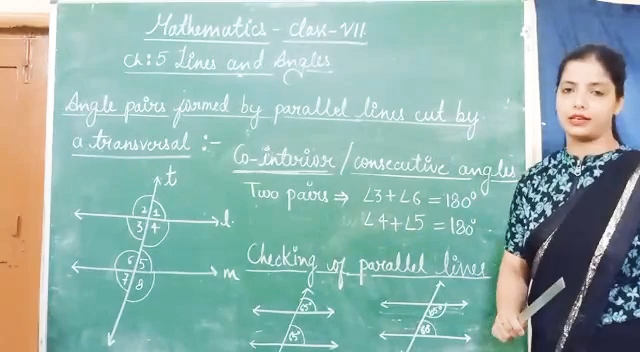 Mathematics - Class-VII
Ch:5 Lines and Angles
Angle pairs formed by parallel lines cut by
a transversal :-
Co-interior/consecutive angles
Two pairs ⇒ ∠3+∠6 = 180°
∠4+∠5 = 180°
t
2 1
3 4
l
6 5
7 8
m
Checking of parallel lines